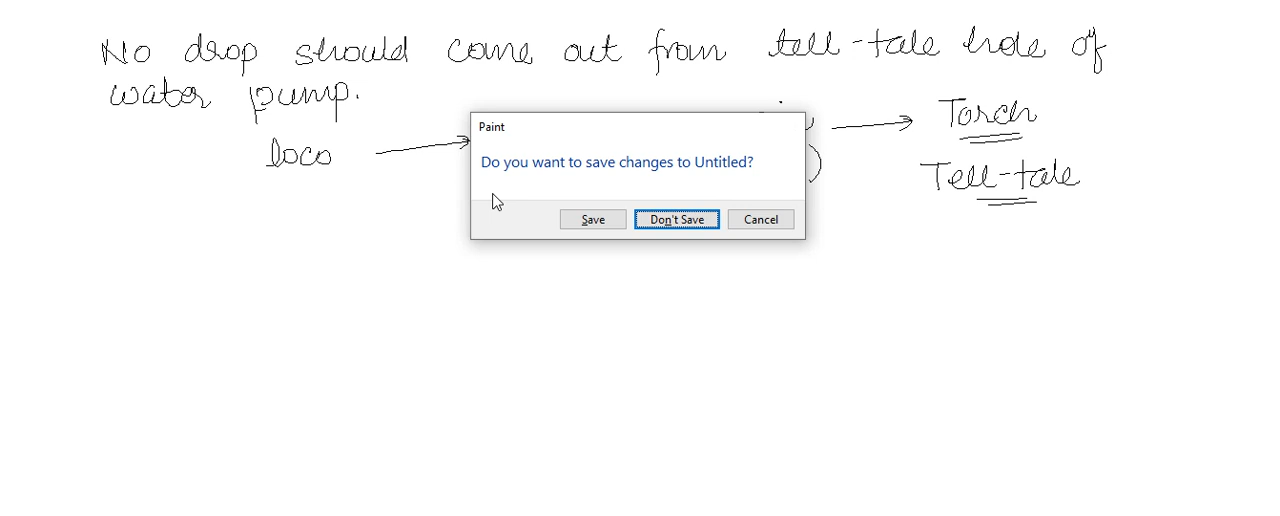 No drop should come out from tell-tale hole of
water pump.
loco
Torch
Tell-tale
Paint
Do you want to save changes to Untitled?
Save
Don't Save
Cancel